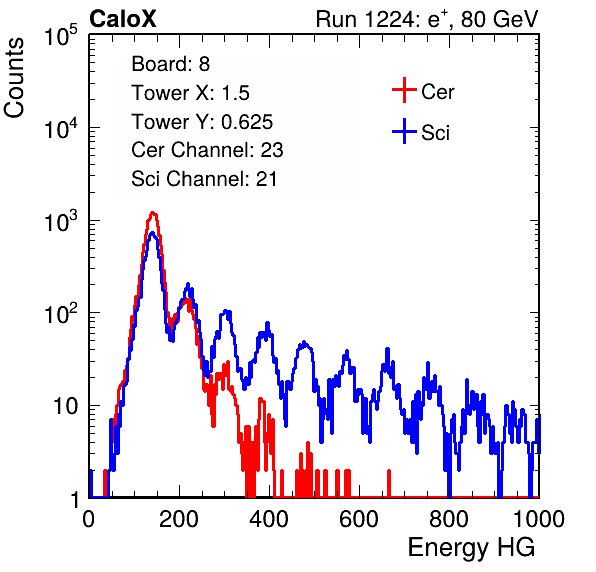 CaloX Run 1224: e⁺, 80 GeV
Counts
10⁵
10⁴
10³
10²
10
1
Board: 8
Tower X: 1.5
Tower Y: 0.625
Cer Channel: 23
Sci Channel: 21
Cer
Sci
0 200 400 600 800 1000
Energy HG